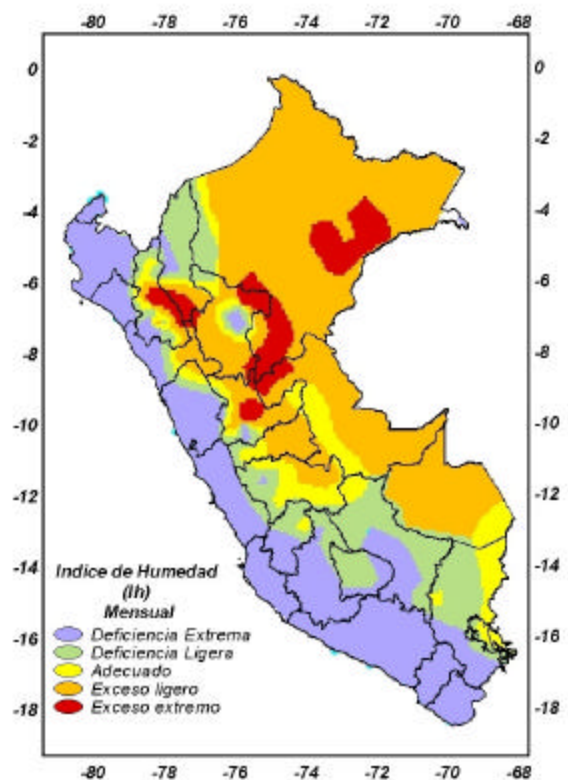 -80 -78 -76 -74 -72 -70 -68
0 0
-2 -2
-4 -4
-6 -6
-8 -8
-10 -10
-12 -12
-14 -14
-16 -16
-18 -18
Indice de Humedad
(Ih)
Mensual
Deficiencia Extrema
Deficiencia Ligera
Adecuado
Exceso ligero
Exceso extremo
-80 -78 -76 -74 -72 -70 -68